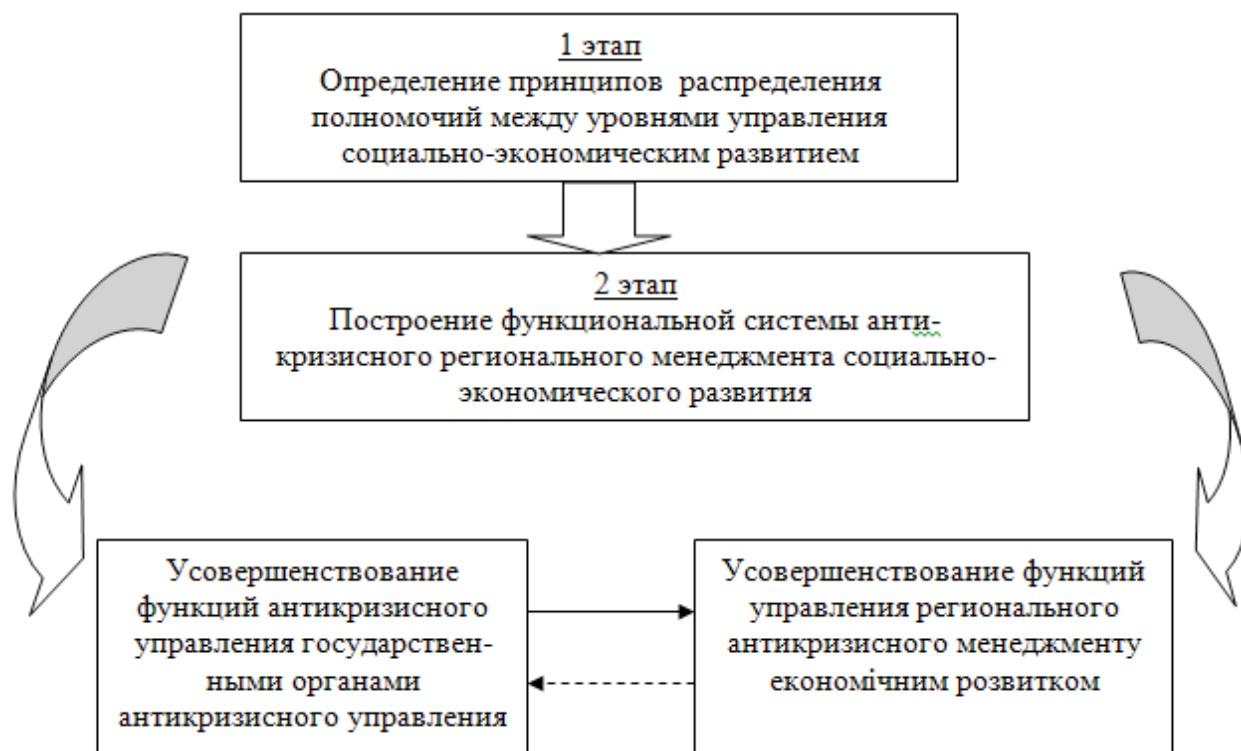 1 этап
Определение принципов распределения
полномочий между уровнями управления
социально-экономическим развитием
2 этап
Построение функциональной системы анти-
кризисного регионального менеджмента социально-
экономического развития
Усовершенствование
функций антикризисного
управления государствен-
ными органами
антикризисного управления
Усовершенствование функций
управления регионального
антикризисного менеджменту
економічним розвитком